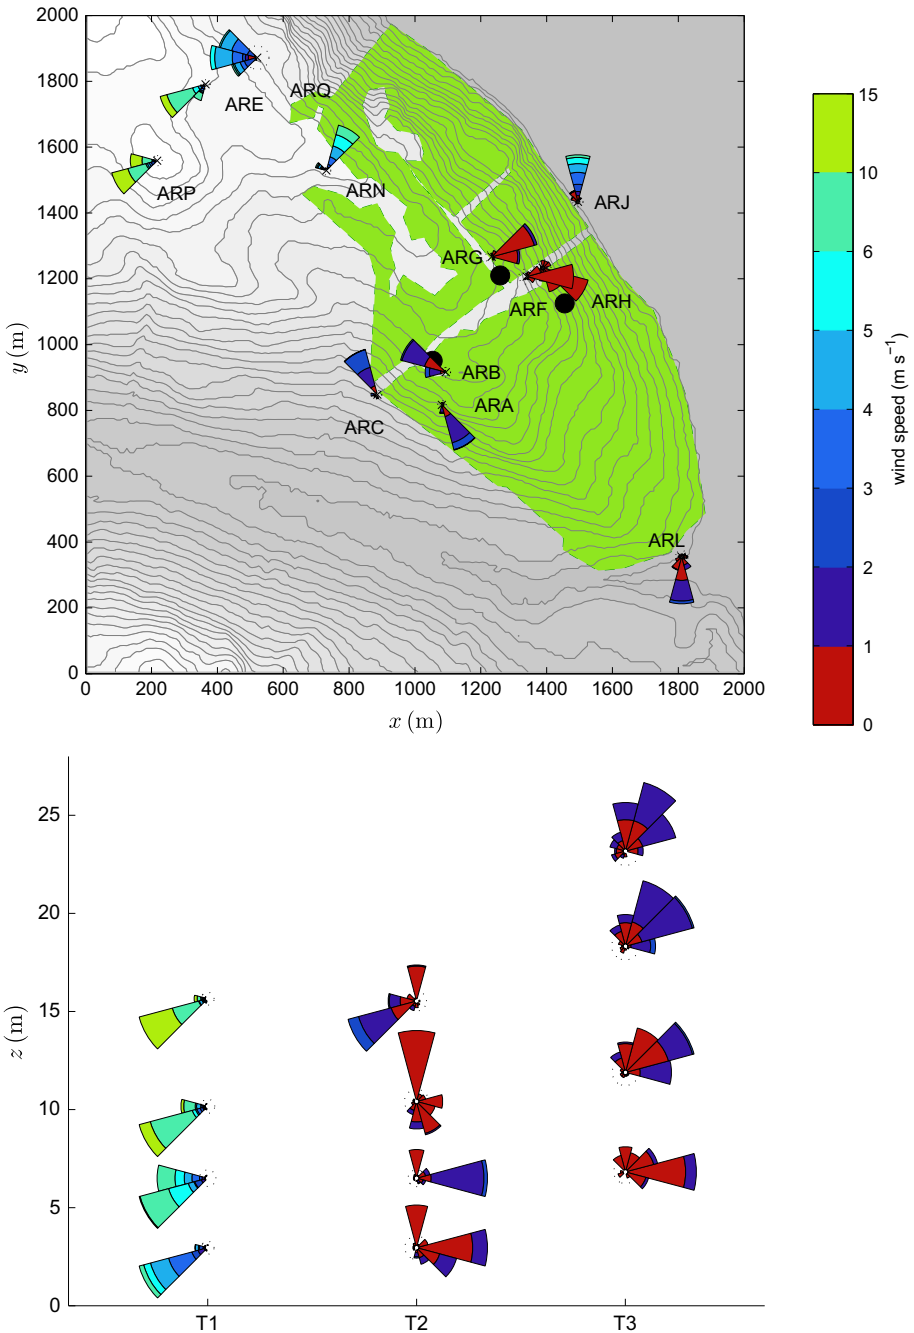 2000
1800
1600
1400
1200
1000
800
600
400
200
0
y (m)
ARE
ARQ
ARP
ARN
ARJ
ARG
ARF
ARH
ARB
ARA
ARC
ARL
0 200 400 600 800 1000 1200 1400 1600 1800 2000
x (m)
15
10
6
5
4
3
2
1
0
wind speed (m s⁻¹)
25
20
15
10
5
0
z (m)
T1 T2 T3